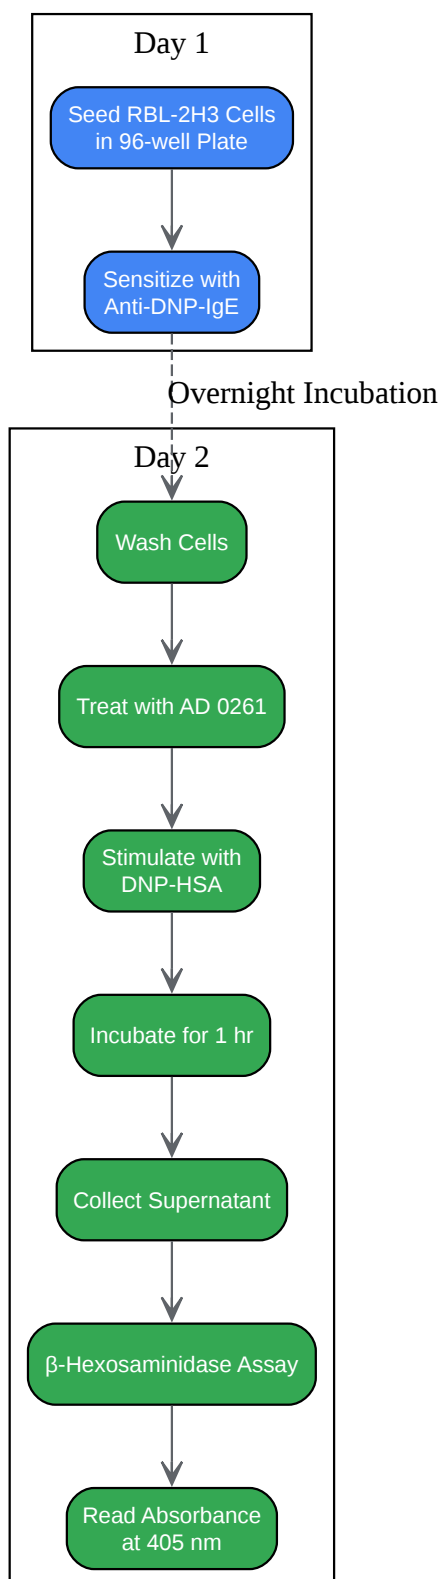 Day 1
Seed RBL-2H3 Cells
in 96-well Plate
Sensitize with
Anti-DNP-IgE
Overnight Incubation
Day 2
Wash Cells
Treat with AD 0261
Stimulate with
DNP-HSA
Incubate for 1 hr
Collect Supernatant
β-Hexosaminidase Assay
Read Absorbance
at 405 nm